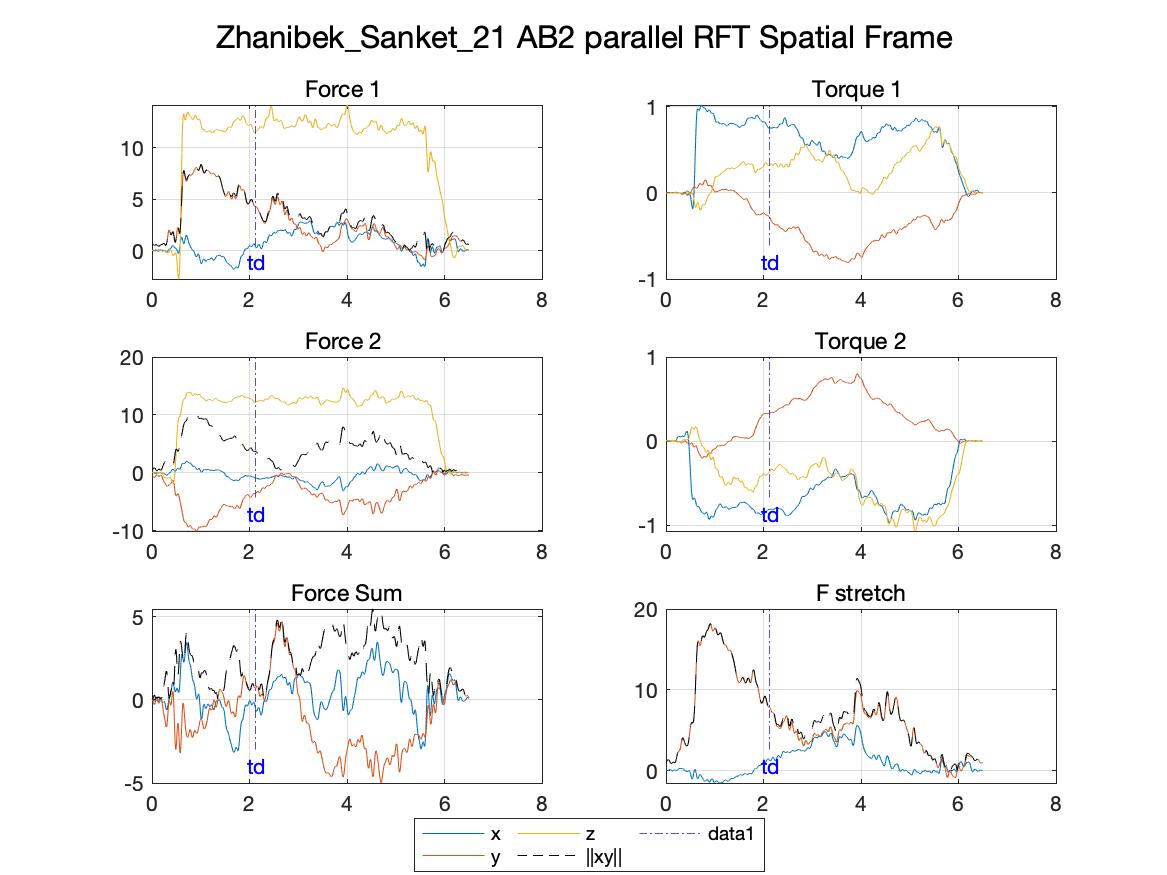 Zhanibek_Sanket_21 AB2 parallel RFT Spatial Frame
Force 1
10
5
0
td
0 2 4 6 8
Torque 1
1
0
-1
td
0 2 4 6 8
Force 2
20
10
0
-10
td
0 2 4 6 8
Torque 2
1
0
-1
td
0 2 4 6 8
Force Sum
5
0
-5
td
0 2 4 6 8
F stretch
20
10
0
td
0 2 4 6 8
x z data1
y ||xy||